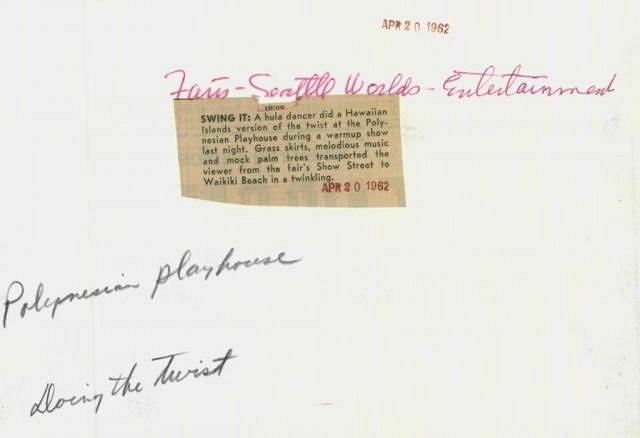 APR 20 1962
Fairs - Seattle Worlds - Entertainment
SWING IT: A hula dancer did a Hawaiian
Islands version of the twist at the Poly-
nesian Playhouse during a warmup show
last night. Grass skirts, melodious music
and mock palm trees transported the
viewer from the fair's Show Street to
Waikiki Beach in a twinkling.
APR 20 1962
Polynesian playhouse
Doing the Twist